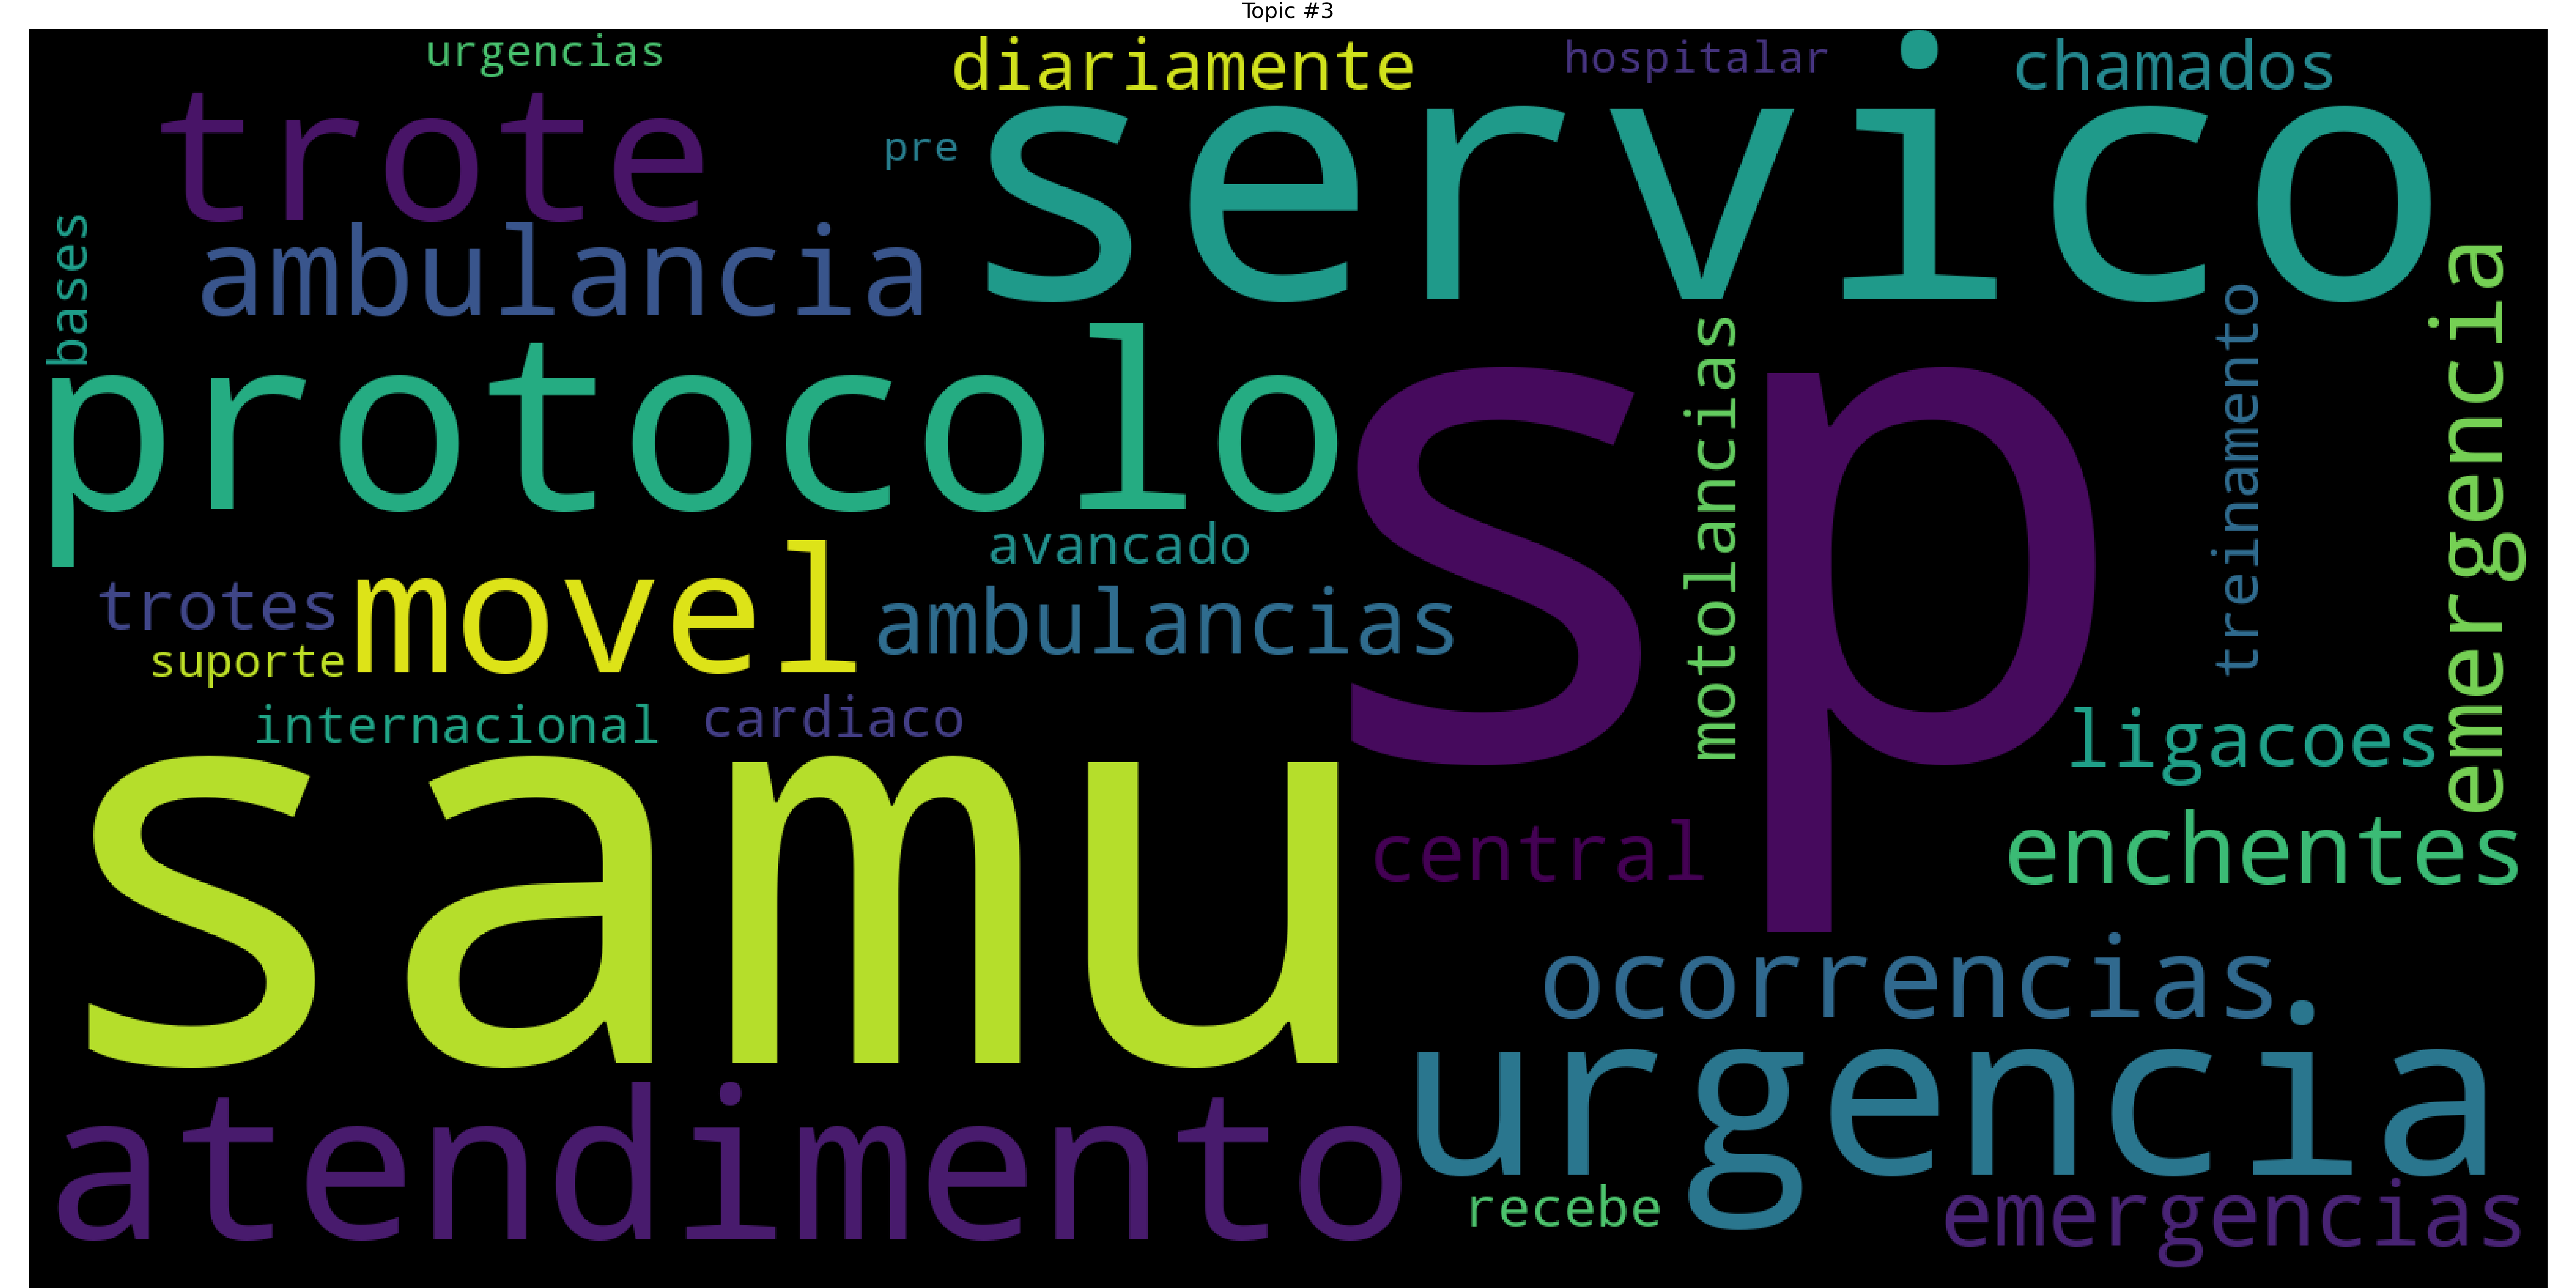 Topic #3
urgencias
diariamente
hospitalar
chamados
trote
pre
servico
bases
ambulancia
emergencia
treinamento
motolancias
protocolo
sp
avancado
trotes
movel
ambulancias
suporte
internacional
cardiaco
ligacoes
samu
central
enchentes
ocorrencias
urgencia
atendimento
recebe
emergencias